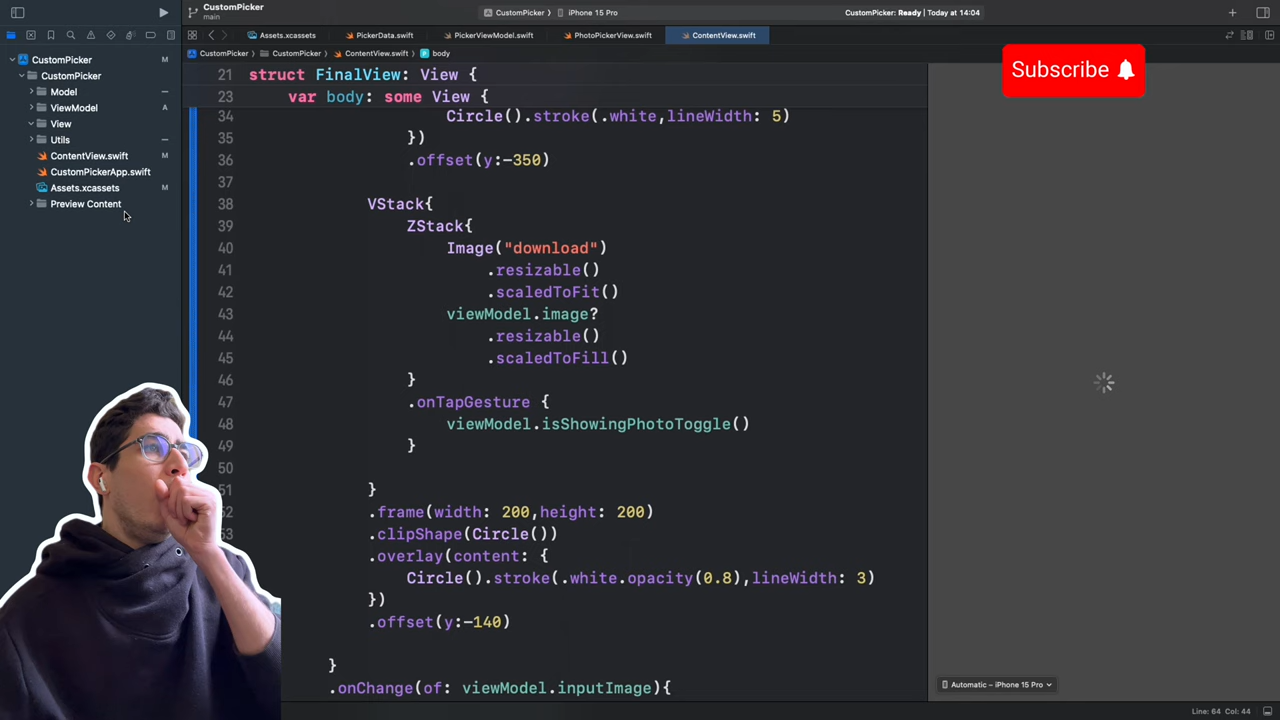 CustomPicker
main
CustomPicker
iPhone 15 Pro
CustomPicker: Ready | Today at 14:04
Assets.xcassets
PickerData.swift
PickerViewModel.swift
PhotoPickerView.swift
ContentView.swift
CustomPicker
CustomPicker
ContentView.swift
body
CustomPicker M
CustomPicker
Model
ViewModel A
View
Utils
ContentView.swift M
CustomPickerApp.swift
Assets.xcassets M
Preview Content
Subscribe
21 struct FinalView: View {
23 var body: some View {
34 Circle().stroke(.white,lineWidth: 5)
35 })
36 .offset(y:-350)
37
38 VStack{
39 ZStack{
40 Image("download")
41 .resizable()
42 .scaledToFit()
43 viewModel.image?
44 .resizable()
45 .scaledToFill()
46 }
47 .onTapGesture {
48 viewModel.isShowingPhotoToggle()
49 }
50
51 }
52 .frame(width: 200,height: 200)
53 .clipShape(Circle())
.overlay(content: {
Circle().stroke(.white.opacity(0.8),lineWidth: 3)
})
.offset(y:-140)
}
.onChange(of: viewModel.inputImage){
Automatic – iPhone 15 Pro
Line: 64 Col: 44